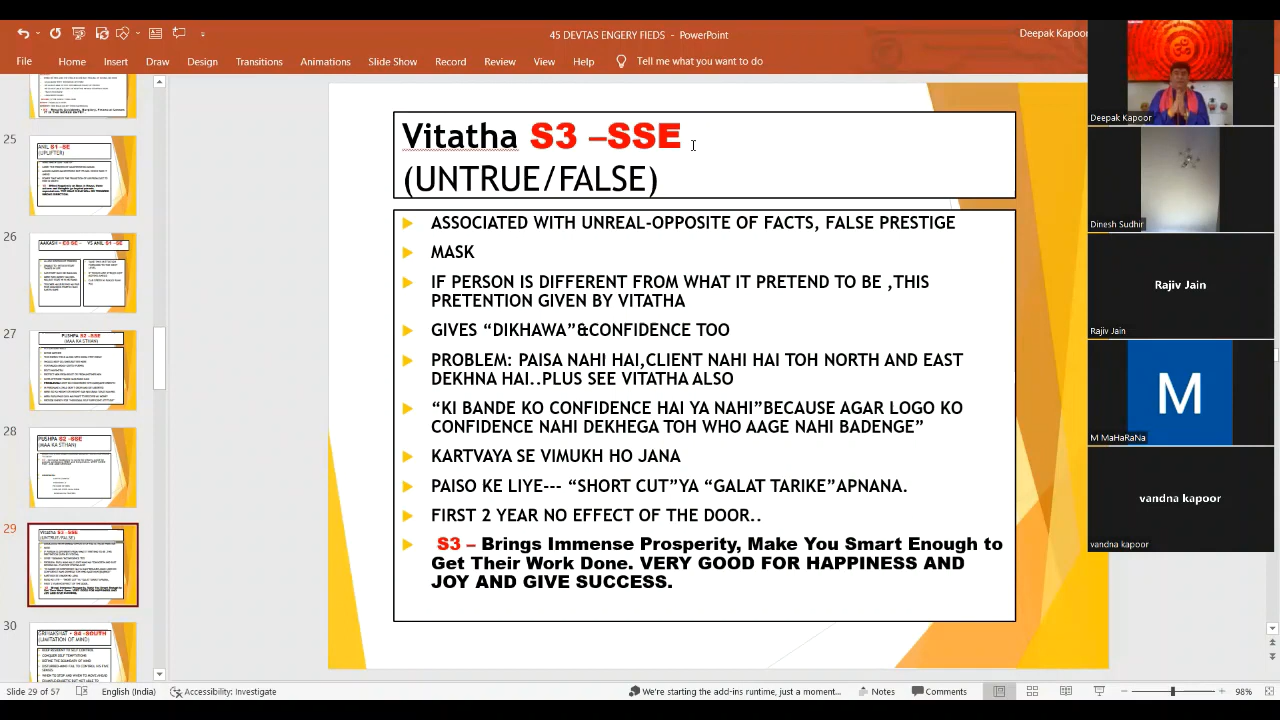 45 DEVTAS ENGERY FIEDS - PowerPoint
Deepak Kapoor
File Home Insert Draw Design Transitions Animations Slide Show Record Review View Help Tell me what you want to do
25
26
27
28
29
30
Vitatha S3 –SSE
(UNTRUE/FALSE)
ASSOCIATED WITH UNREAL-OPPOSITE OF FACTS, FALSE PRESTIGE
MASK
IF PERSON IS DIFFERENT FROM WHAT IT PRETEND TO BE ,THIS
PRETENTION GIVEN BY VITATHA
GIVES “DIKHAWA”&CONFIDENCE TOO
PROBLEM: PAISA NAHI HAI,CLIENT NAHI HAI TOH NORTH AND EAST
DEKHNA HAI..PLUS SEE VITATHA ALSO
“KI BANDE KO CONFIDENCE HAI YA NAHI”BECAUSE AGAR LOGO KO
CONFIDENCE NAHI DEKHEGA TOH WHO AAGE NAHI BADENGE”
KARTVAYA SE VIMUKH HO JANA
PAISO KE LIYE--- “SHORT CUT”YA “GALAT TARIKE”APNANA.
FIRST 2 YEAR NO EFFECT OF THE DOOR..
S3 – Brings Immense Prosperity, Make You Smart Enough to
Get Their Work Done. VERY GOOD FOR HAPPINESS AND
JOY AND GIVE SUCCESS.
Deepak Kapoor
Dinesh Sudhir
Rajiv Jain
Rajiv Jain
M
M MaHaRaNa
vandna kapoor
vandna kapoor
Slide 29 of 57 English (India) Accessibility: Investigate We're starting the add-ins runtime, just a moment... Notes Comments 98%